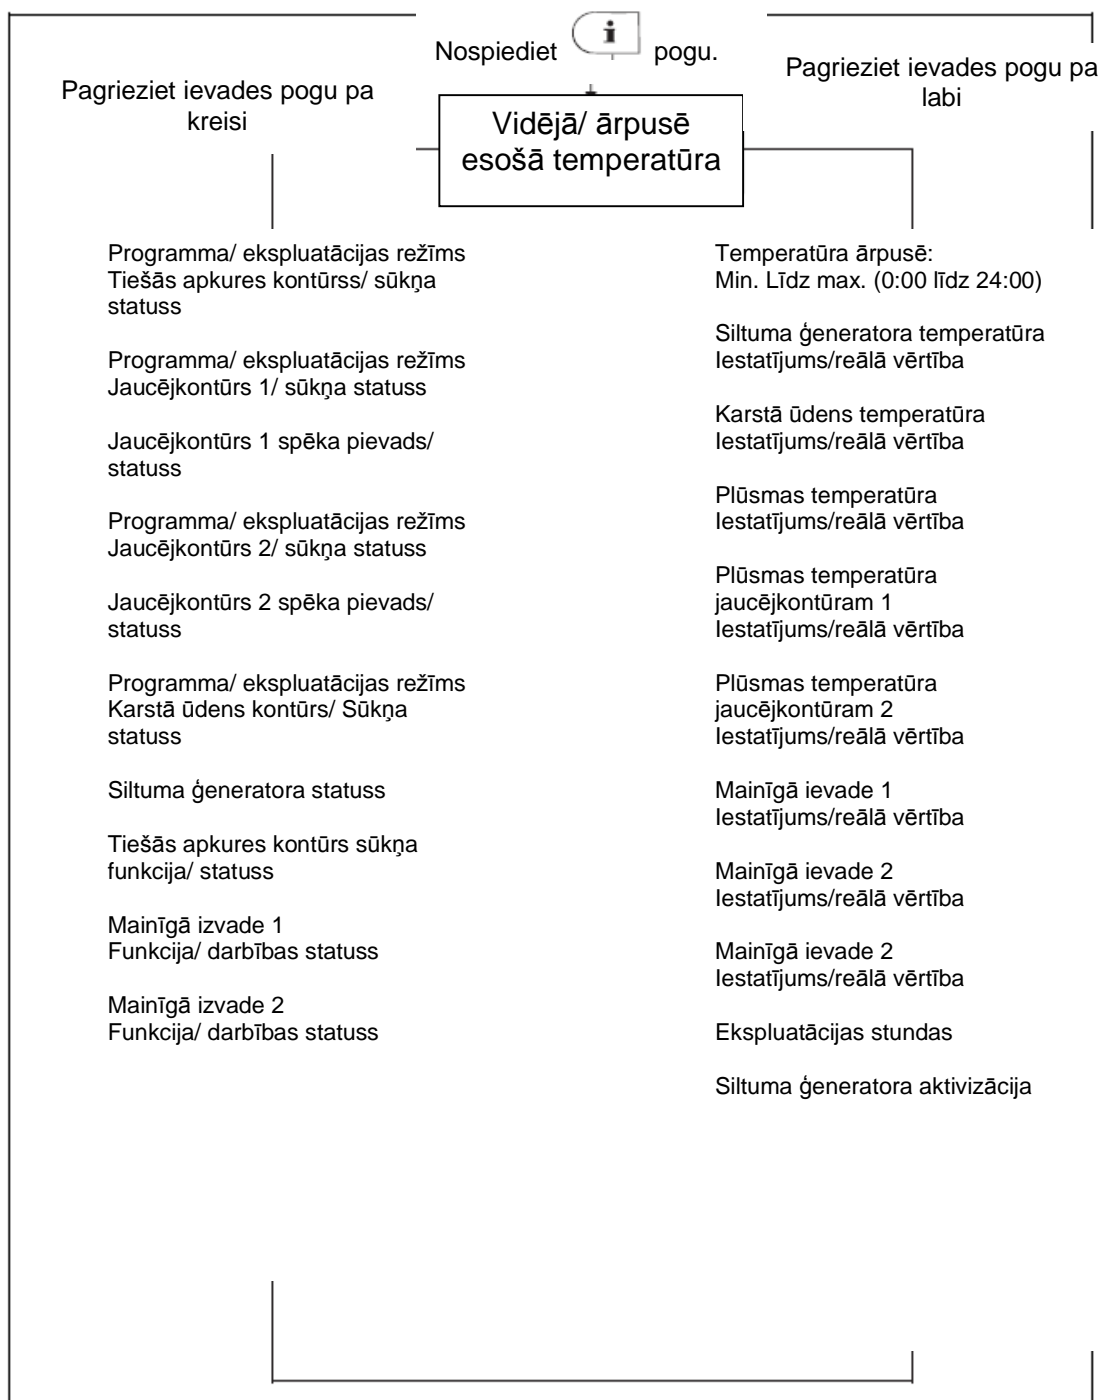 Nospiediet i pogu.
Pagrieziet ievades pogu pa
kreisi
Pagrieziet ievades pogu pa
labi
Vidējā/ ārpusē
esošā temperatūra
Programma/ ekspluatācijas režīms
Tiešās apkures kontūrss/ sūkņa
statuss
Programma/ ekspluatācijas režīms
Jaucējkontūrs 1/ sūkņa statuss
Jaucējkontūrs 1 spēka pievads/
statuss
Programma/ ekspluatācijas režīms
Jaucējkontūrs 2/ sūkņa statuss
Jaucējkontūrs 2 spēka pievads/
statuss
Programma/ ekspluatācijas režīms
Karstā ūdens kontūrs/ Sūkņa
statuss
Siltuma ģeneratora statuss
Tiešās apkures kontūrs sūkņa
funkcija/ statuss
Mainīgā izvade 1
Funkcija/ darbības statuss
Mainīgā izvade 2
Funkcija/ darbības statuss
Temperatūra ārpusē:
Min. Līdz max. (0:00 līdz 24:00)
Siltuma ģeneratora temperatūra
Iestatījums/reālā vērtība
Karstā ūdens temperatūra
Iestatījums/reālā vērtība
Plūsmas temperatūra
Iestatījums/reālā vērtība
Plūsmas temperatūra
jaucējkontūram 1
Iestatījums/reālā vērtība
Plūsmas temperatūra
jaucējkontūram 2
Iestatījums/reālā vērtība
Mainīgā ievade 1
Iestatījums/reālā vērtība
Mainīgā ievade 2
Iestatījums/reālā vērtība
Mainīgā ievade 2
Iestatījums/reālā vērtība
Ekspluatācijas stundas
Siltuma ģeneratora aktivizācija